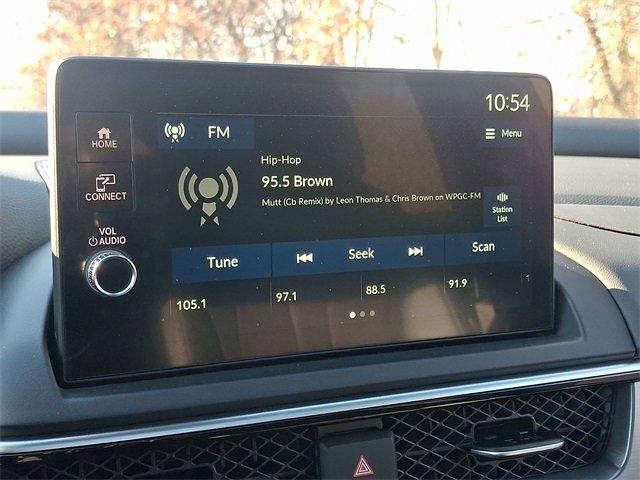 10:54
HOME
FM
Menu
Hip-Hop
95.5 Brown
Mutt (Cb Remix) by Leon Thomas & Chris Brown on WPGC-FM
CONNECT
Station
List
VOL
AUDIO
Tune
Seek
Scan
105.1
97.1
88.5
91.9
1